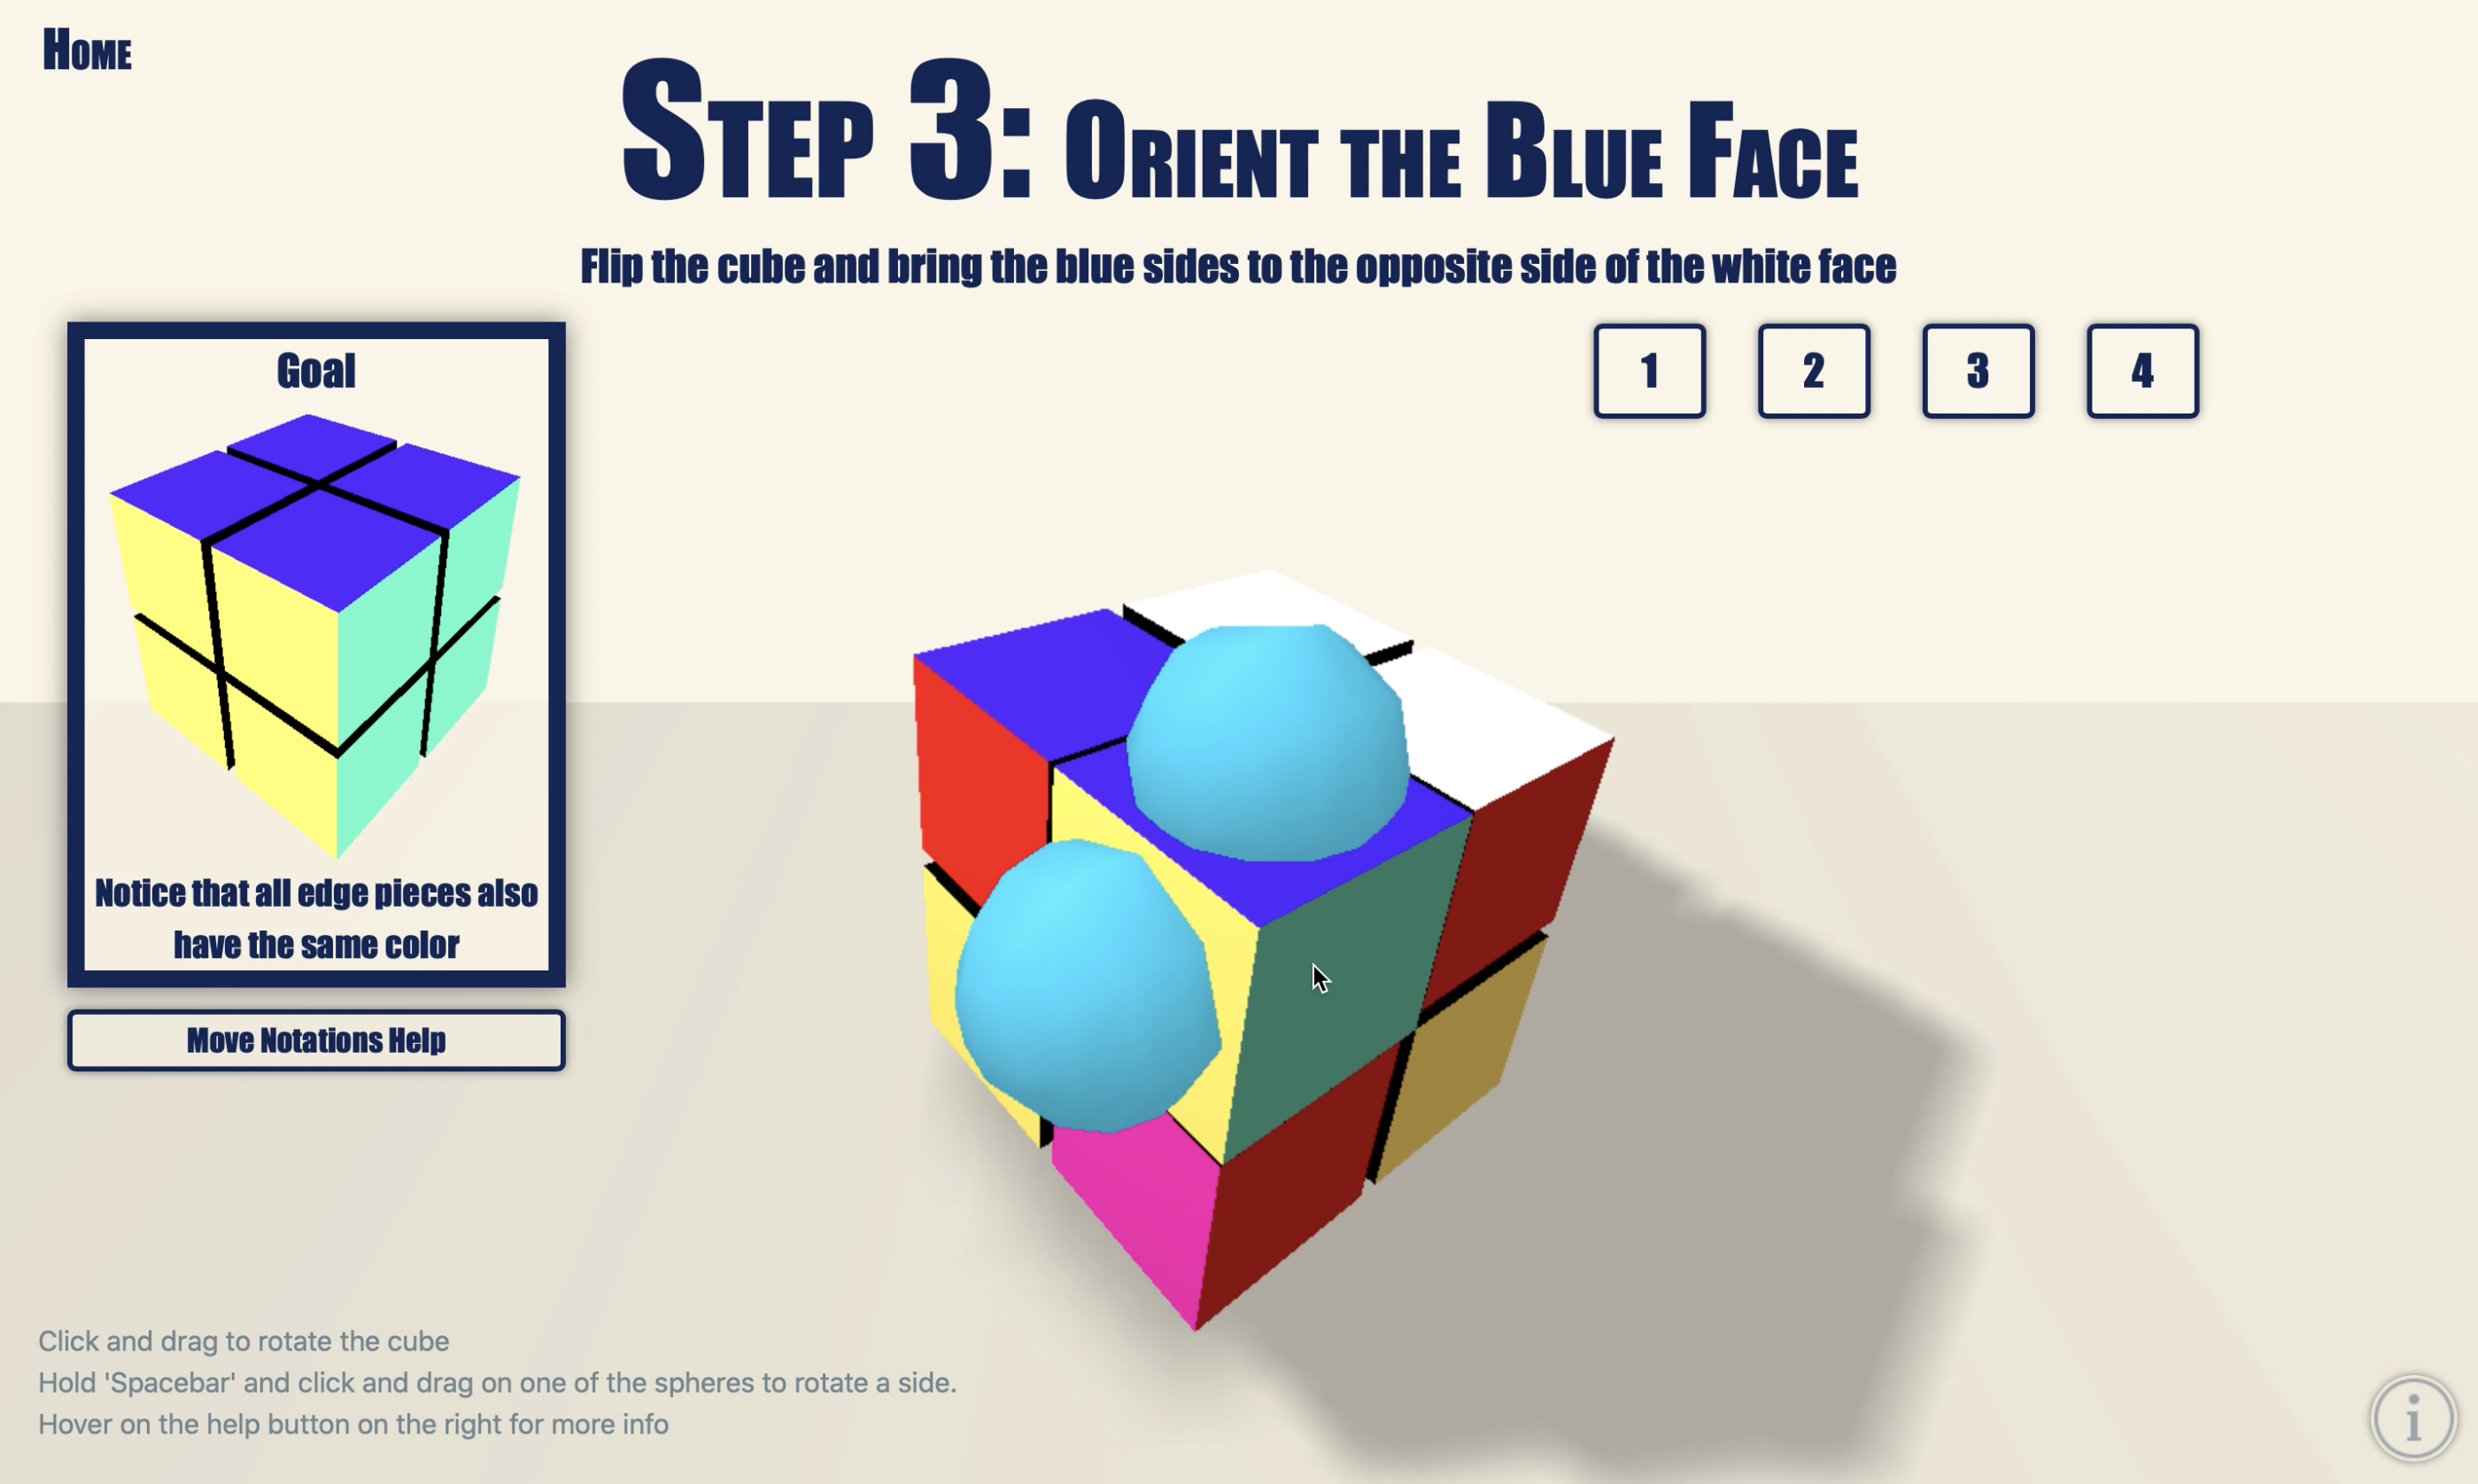 Home
Step 3: Orient the Blue Face
Flip the cube and bring the blue sides to the opposite side of the white face
1 2 3 4
Goal
Notice that all edge pieces also
have the same color
Move Notations Help
Click and drag to rotate the cube
Hold 'Spacebar' and click and drag on one of the spheres to rotate a side.
Hover on the help button on the right for more info
i